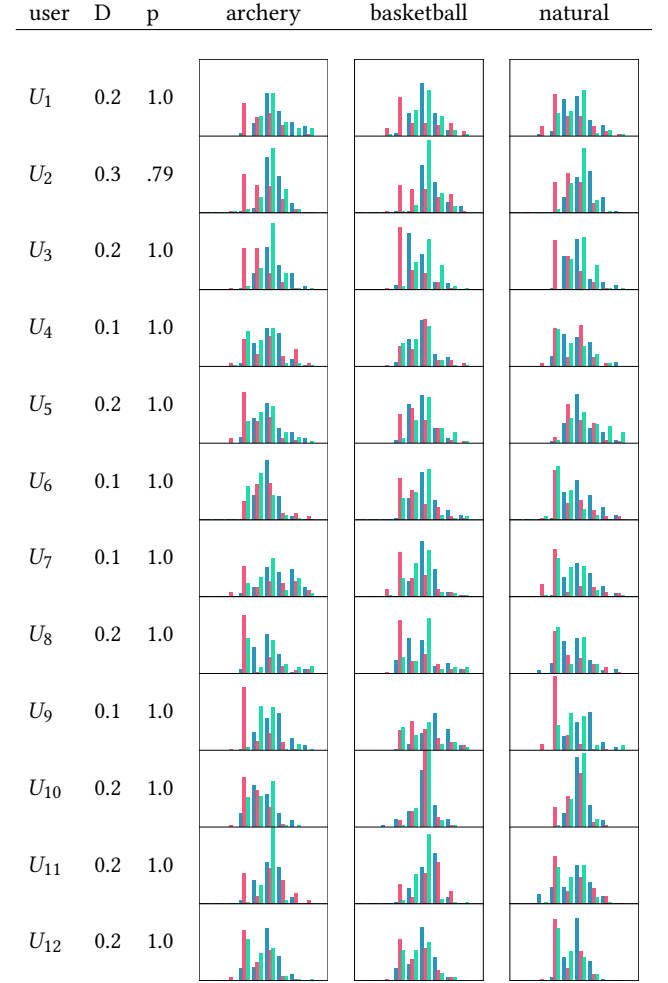 user D p archery basketball natural
U1 0.2 1.0
U2 0.3 .79
U3 0.2 1.0
U4 0.1 1.0
U5 0.2 1.0
U6 0.1 1.0
U7 0.1 1.0
U8 0.2 1.0
U9 0.1 1.0
U10 0.2 1.0
U11 0.2 1.0
U12 0.2 1.0